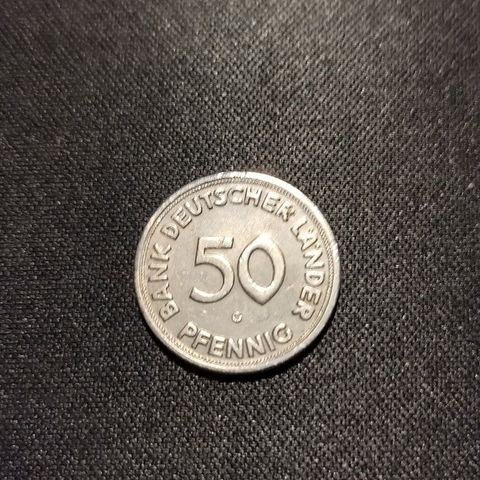 BANK DEUTSCHER LÄNDER
50
PFENNIG